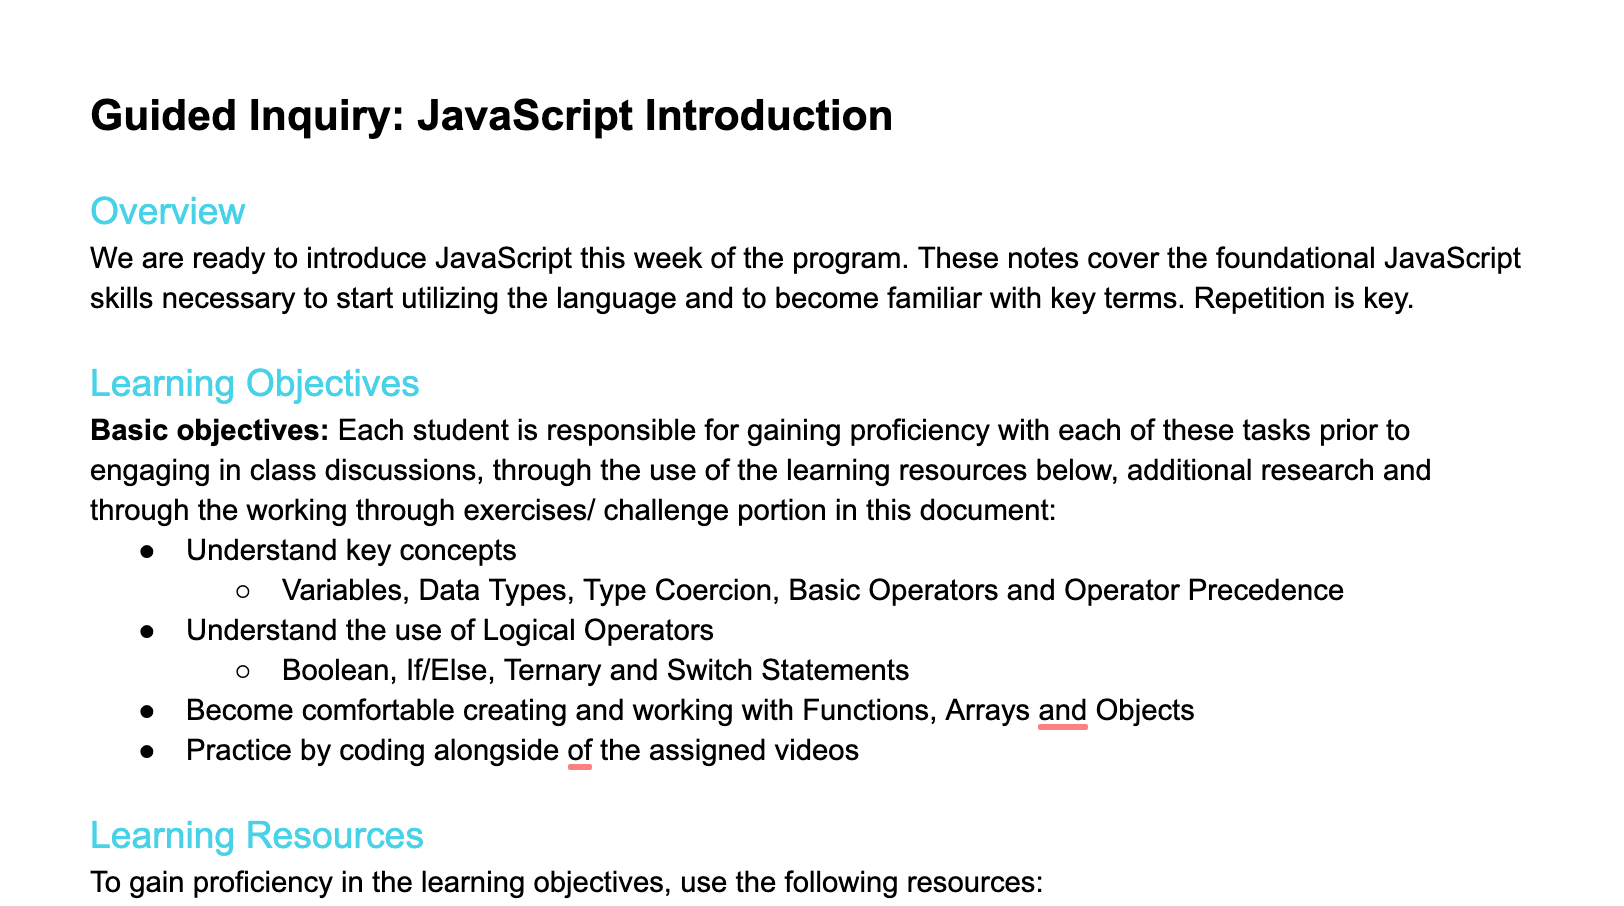 Guided Inquiry: JavaScript Introduction
Overview
We are ready to introduce JavaScript this week of the program. These notes cover the foundational JavaScript
skills necessary to start utilizing the language and to become familiar with key terms. Repetition is key.
Learning Objectives
Basic objectives: Each student is responsible for gaining proficiency with each of these tasks prior to
engaging in class discussions, through the use of the learning resources below, additional research and
through the working through exercises/ challenge portion in this document:
● Understand key concepts
○ Variables, Data Types, Type Coercion, Basic Operators and Operator Precedence
● Understand the use of Logical Operators
○ Boolean, If/Else, Ternary and Switch Statements
● Become comfortable creating and working with Functions, Arrays and Objects
● Practice by coding alongside of the assigned videos
Learning Resources
To gain proficiency in the learning objectives, use the following resources: